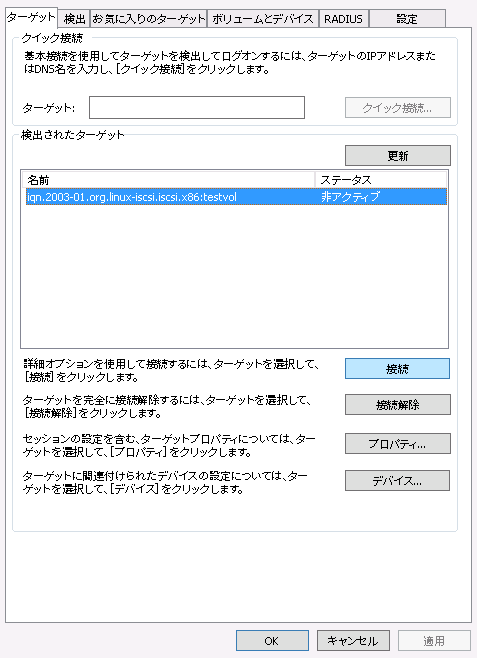 ターゲット 検出 お気に入りのターゲット ボリュームとデバイス RADIUS 設定
クイック接続
基本接続を使用してターゲットを検出してログオンするには、ターゲットのIPアドレスまた
はDNS名を入力し、[クイック接続]をクリックします。
ターゲット: クイック接続...
検出されたターゲット
更新
名前 ステータス
iqn.2003-01.org.linux-iscsi.iscsi.x86:testvol 非アクティブ
詳細オプションを使用して接続するには、ターゲットを選択して、
[接続]をクリックします。
接続
ターゲットを完全に接続解除するには、ターゲットを選択して、
[接続解除]をクリックします。
接続解除
セッションの設定を含む、ターゲットプロパティについては、ター
ゲットを選択して、[プロパティ]をクリックします。
プロパティ...
ターゲットに関連付けられたデバイスの設定については、ター
ゲットを選択して、[デバイス]をクリックします。
デバイス...
OK キャンセル 適用